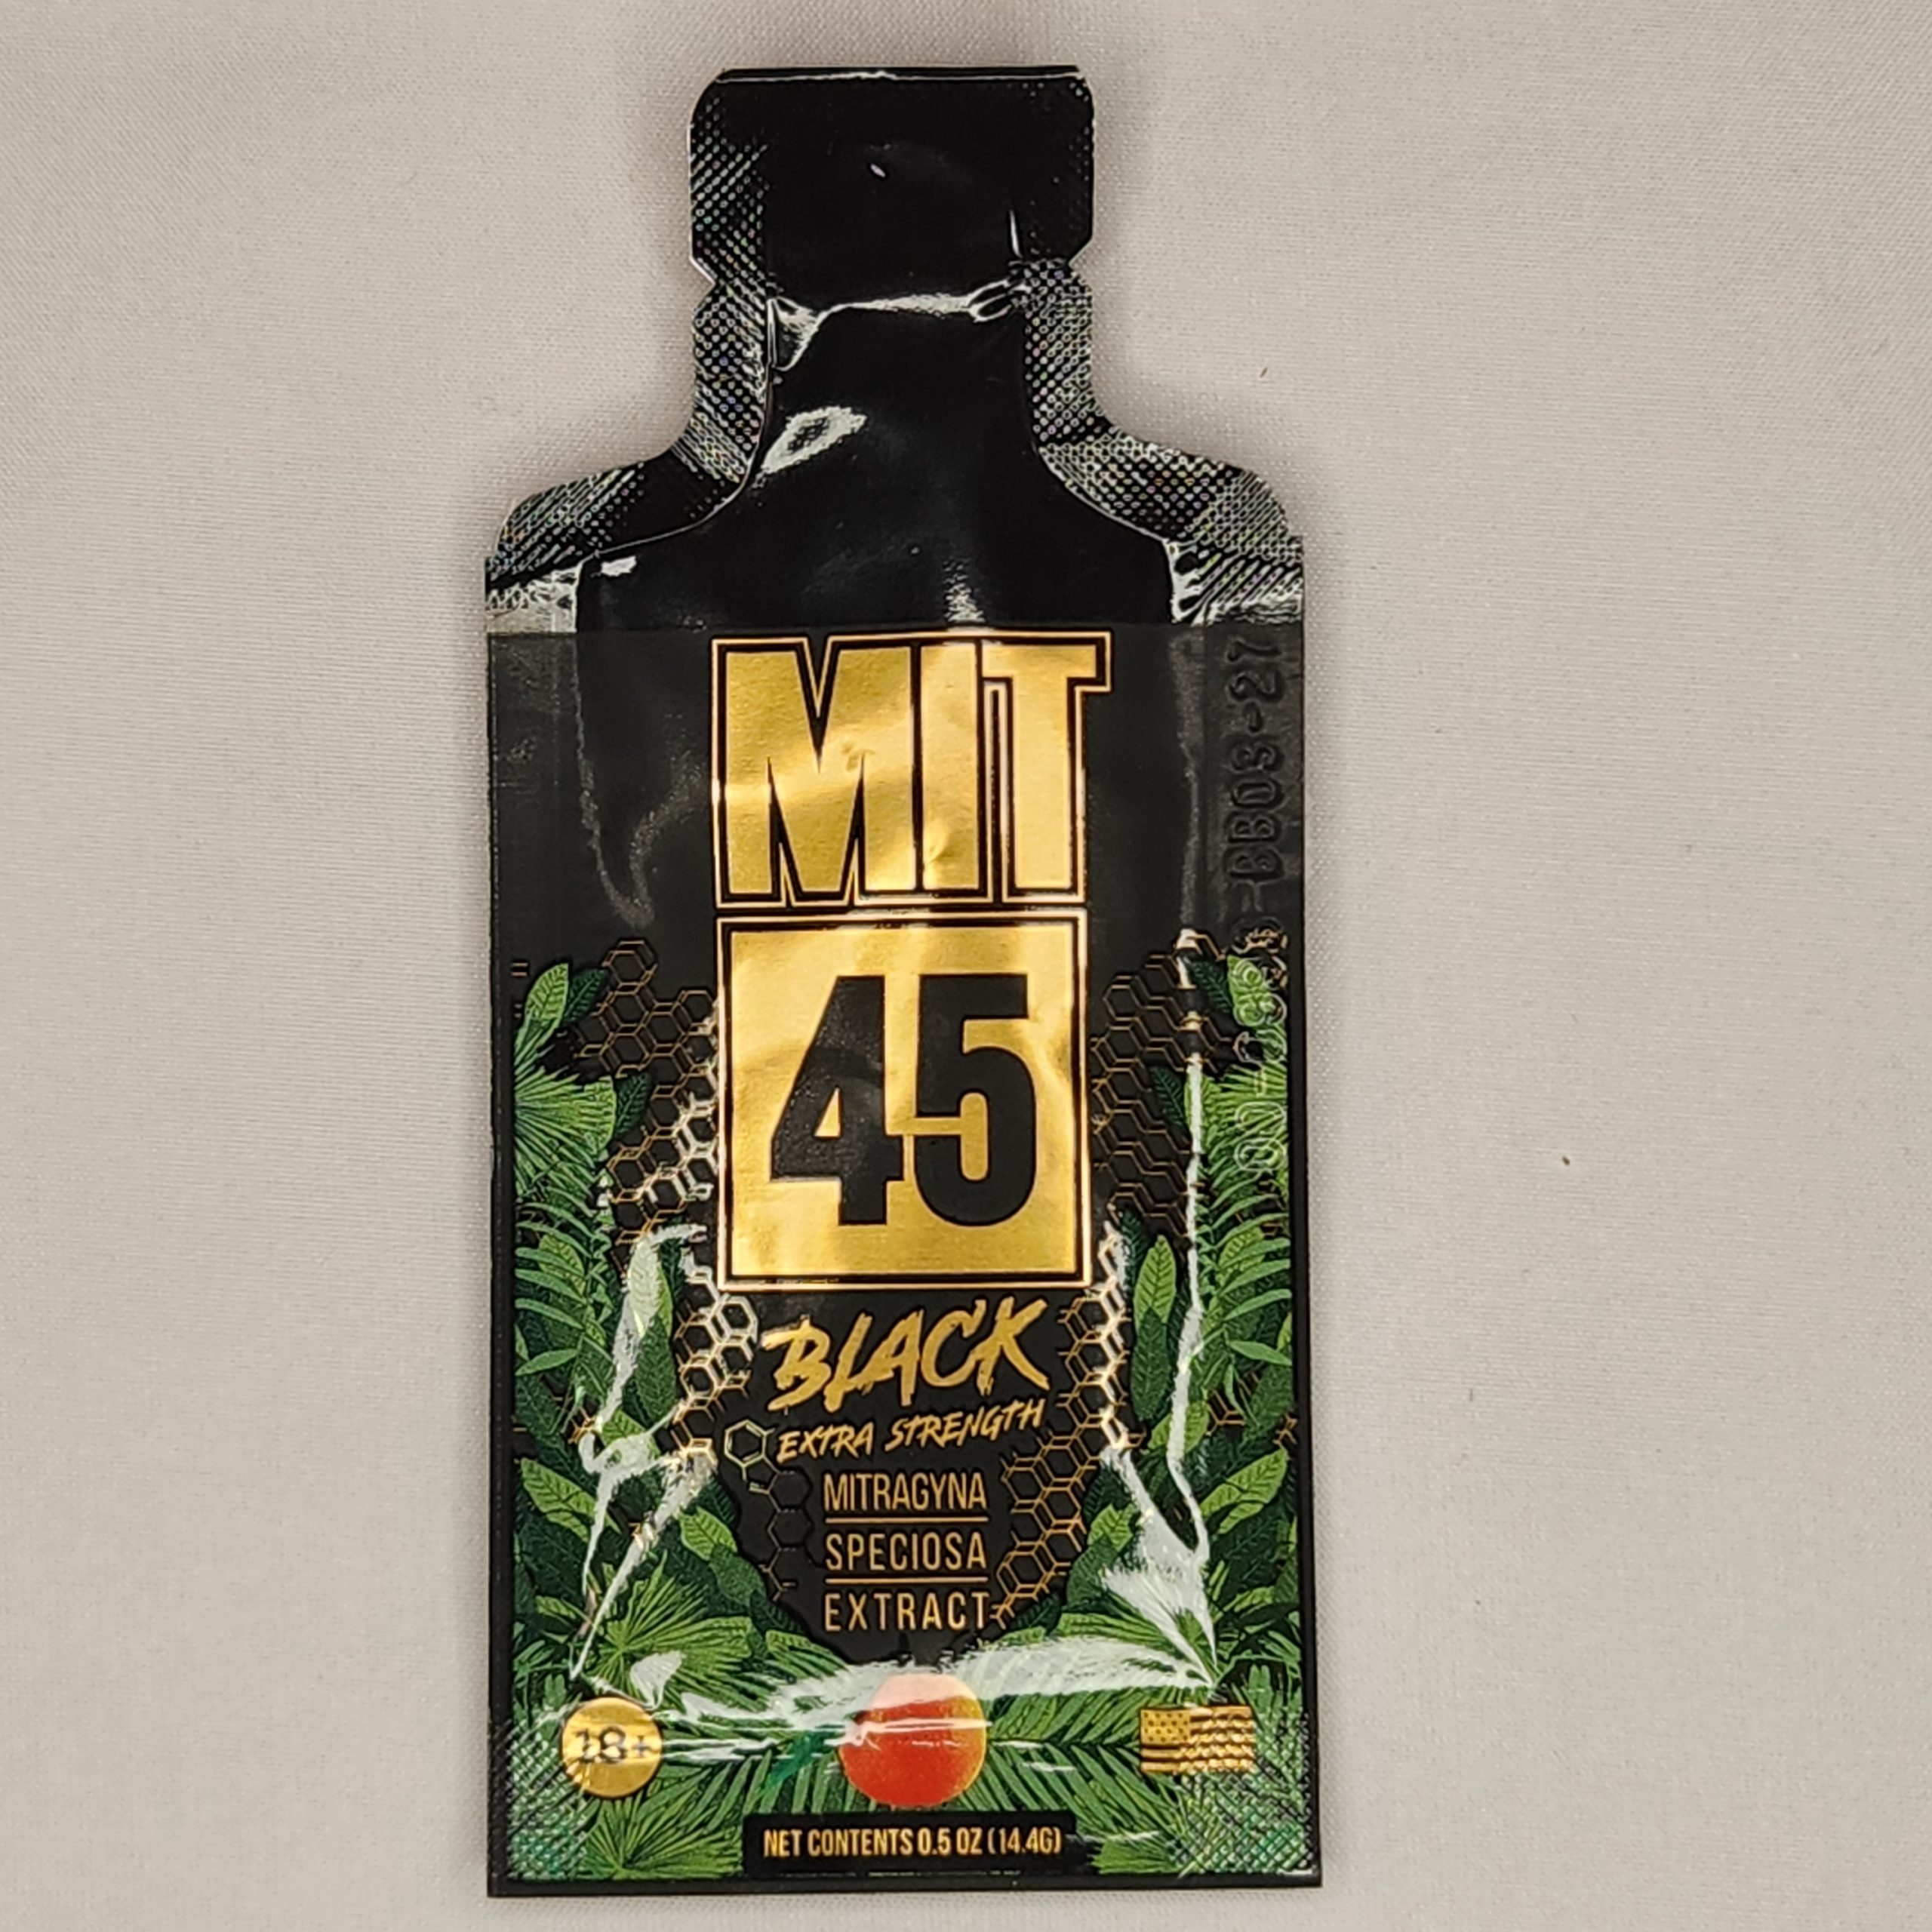 MIT
45
BLACK
EXTRA STRENGTH
MITRAGYNA
SPECIOSA
EXTRACT
18+
NET CONTENTS 0.5 OZ (14.4G)